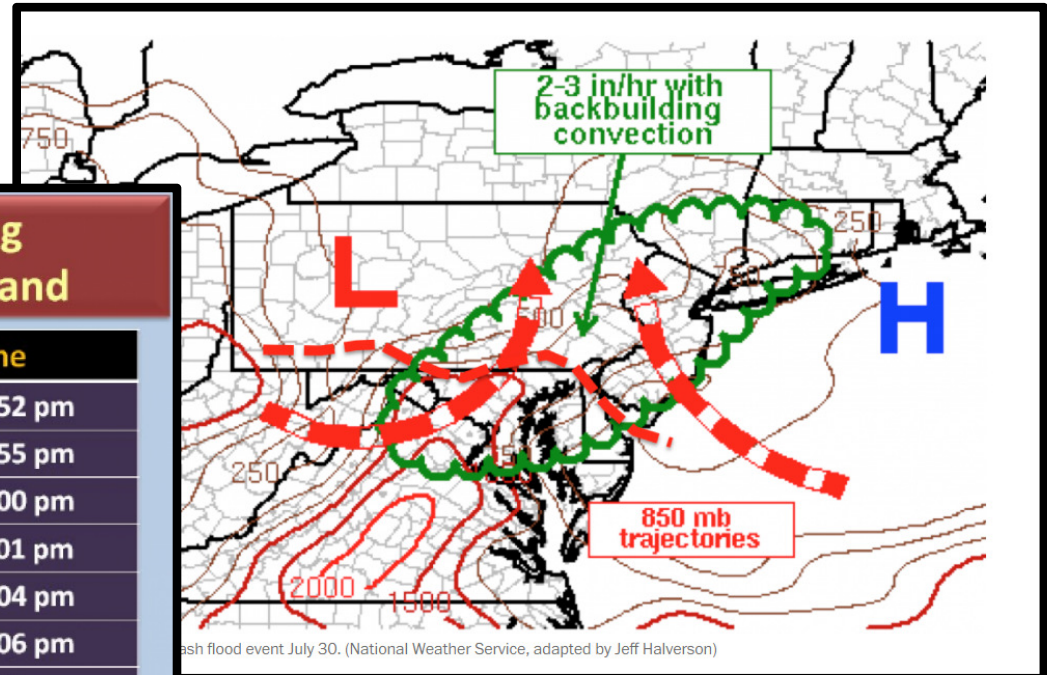 2-3 in/hr with
backbuilding
convection
750
250
L
H
500
50
250
2000
1500
850 mb
trajectories
ash flood event July 30. (National Weather Service, adapted by Jeff Halverson)
g
and
ne
52 pm
55 pm
00 pm
01 pm
04 pm
06 pm